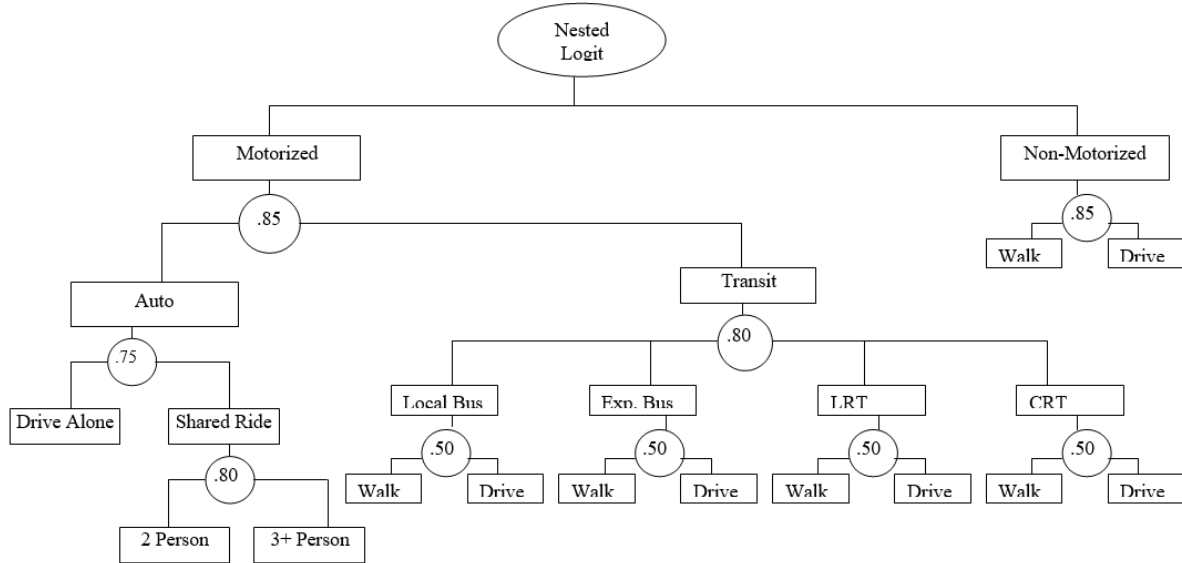 Nested
Logit
Motorized
Non-Motorized
.85
.85
Walk
Drive
Auto
Transit
.75
.80
Drive Alone
Shared Ride
Local Bus
Exp. Bus
LRT
CRT
.80
.50
.50
.50
.50
Walk
Drive
Walk
Drive
Walk
Drive
Walk
Drive
2 Person
3+ Person